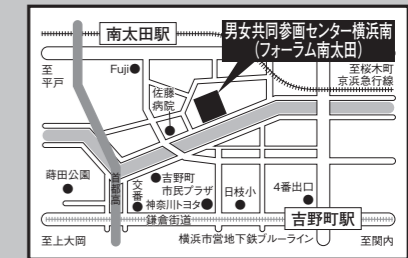 南太田駅
男女共同参画センター横浜南
(フォーラム南太田)
至
平戸
Fuji
至桜木町
京浜急行線
佐藤
病院
蒔田公園
首都高
交番
吉野町
市民プラザ
神奈川トヨタ
日枝小
4番出口
鎌倉街道
吉野町駅
至上大岡
横浜市営地下鉄ブルーライン
至関内